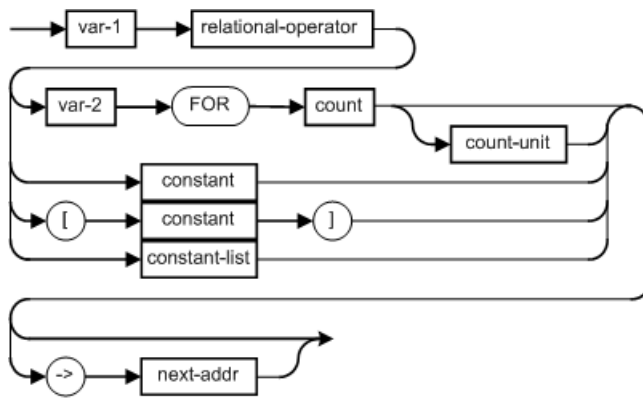 var-1 relational-operator
var-2 FOR count
count-unit
constant
[ constant ]
constant-list
-> next-addr